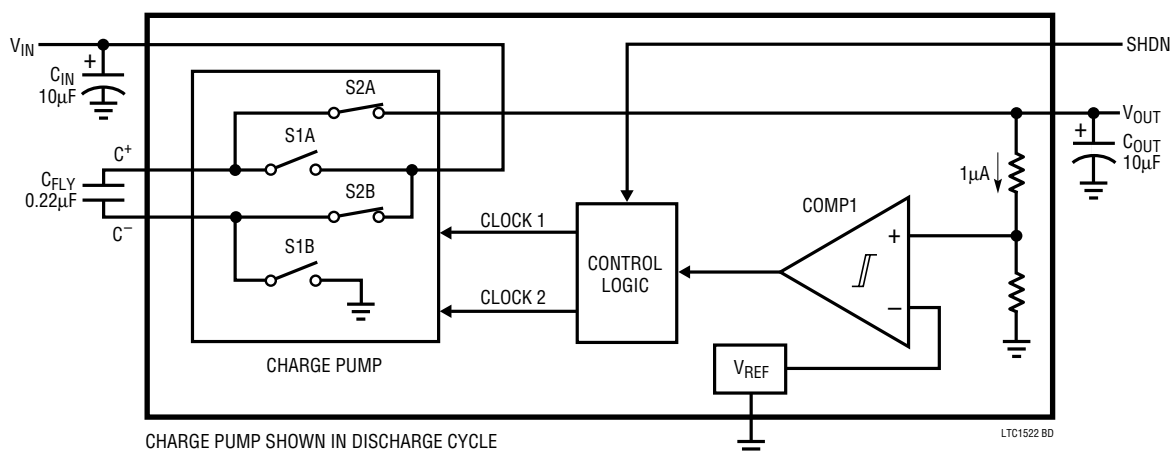 V_IN
SHDN
+
C_IN
10µF
S2A
V_OUT
+
C_OUT
10µF
S1A
C⁺
1µA
C_FLY
0.22µF
S2B
COMP1
C⁻
CLOCK 1
+
S1B
CONTROL
LOGIC
CLOCK 2
−
CHARGE PUMP
V_REF
CHARGE PUMP SHOWN IN DISCHARGE CYCLE
LTC1522 BD